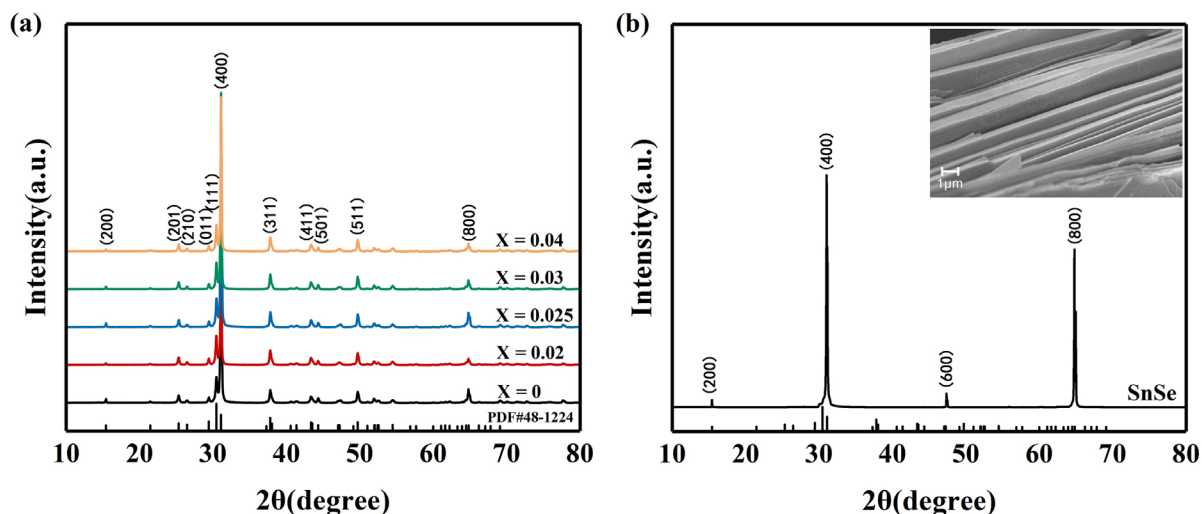 (a)
Intensity(a.u.)
(200)
(201)
(210)
(011)
(111)
(400)
(311)
(411)
(501)
(511)
(800)
X = 0.04
X = 0.03
X = 0.025
X = 0.02
X = 0
PDF#48-1224
10 20 30 40 50 60 70 80
2θ(degree)
(b)
Intensity(a.u.)
(200)
(400)
(600)
(800)
1μm
SnSe
10 20 30 40 50 60 70 80
2θ(degree)